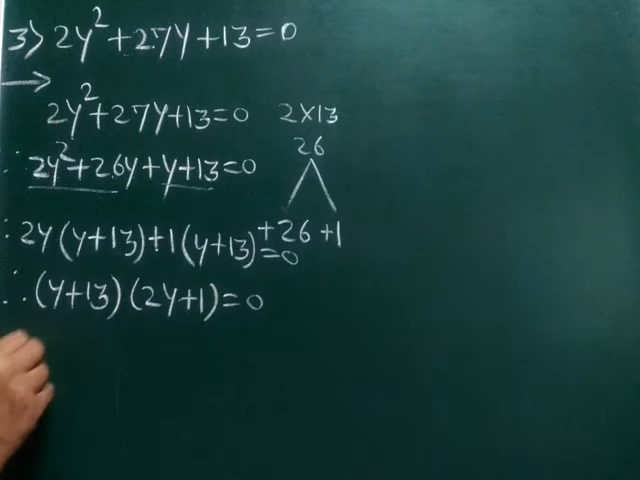 3) 2y²+27y+13=0
2y²+27y+13=0 2×13
∴ 2y²+26y+y+13=0 26
∴ 2y(y+13)+1(y+13)=0 +26 +1
∴ (y+13)(2y+1)=0